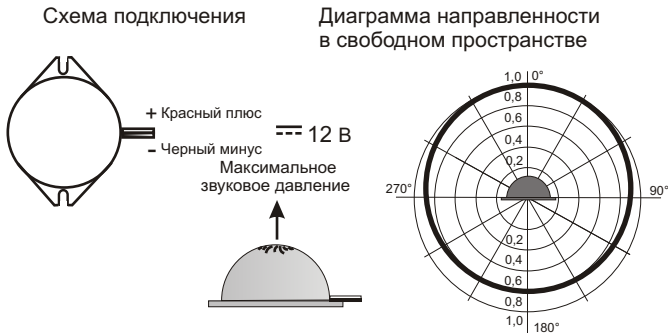 Схема подключения
Диаграмма направленности
в свободном пространстве
+ Красный плюс
- Черный минус
12 В
Максимальное
звуковое давление
1,0 0°
0,8
0,6
0,4
0,2
270°
90°
0,2
0,4
0,6
0,8
1,0 180°